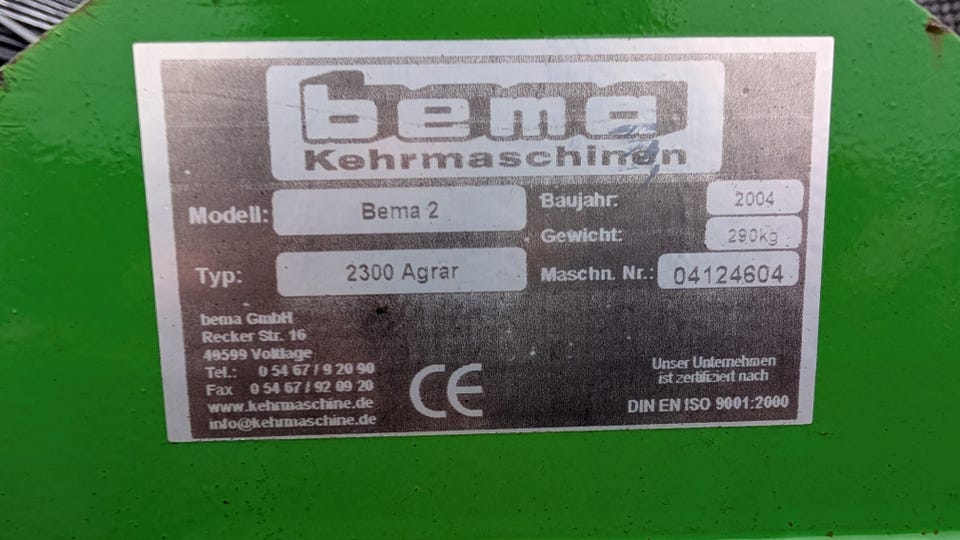 bema
Kehrmaschinen
Modell: Bema 2
Baujahr: 2004
Gewicht: 290kg
Typ: 2300 Agrar
Maschn. Nr.: 04124604
bema GmbH
Recker Str. 16
49599 Voltlage
Tel.: 0 54 67 / 9 20 90
Fax 0 54 67 / 92 09 20
www.kehrmaschine.de
info@kehrmaschine.de
CE
Unser Unternehmen
ist zertifiziert nach
DIN EN ISO 9001:2000